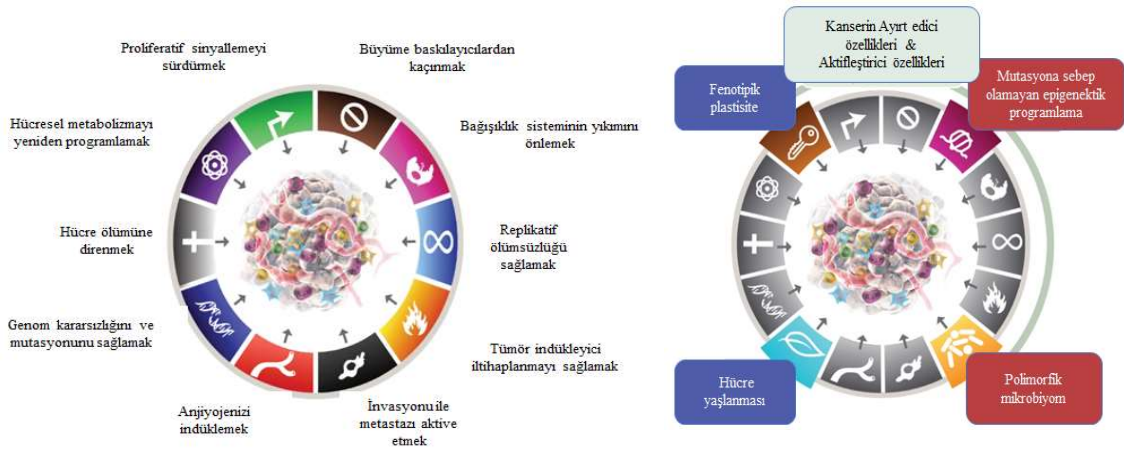 Proliferatif sinyallemeyi
sürdürmek
Büyüme baskılayıcılardan
kaçınmak
Hücresel metabolizmayı
yeniden programlamak
Bağışıklık sisteminin yıkımını
önlemek
Hücre ölümüne
direnmek
Replikatif
ölümsüzlüğü
sağlamak
Genom kararsızlığını ve
mutasyonunu sağlamak
Tümör indükleyici
iltihaplanmayı sağlamak
Anjiyojenizi
indüklemek
İnvasyonu ile
metastazı aktive
etmek
Kanserin Ayırt edici
özellikleri &
Aktifleştirici özellikleri
Fenotipik
plastisite
Mutasyona sebep
olamayan epigenektik
programlama
Hücre
yaşlanması
Polimorfik
mikrobiyom